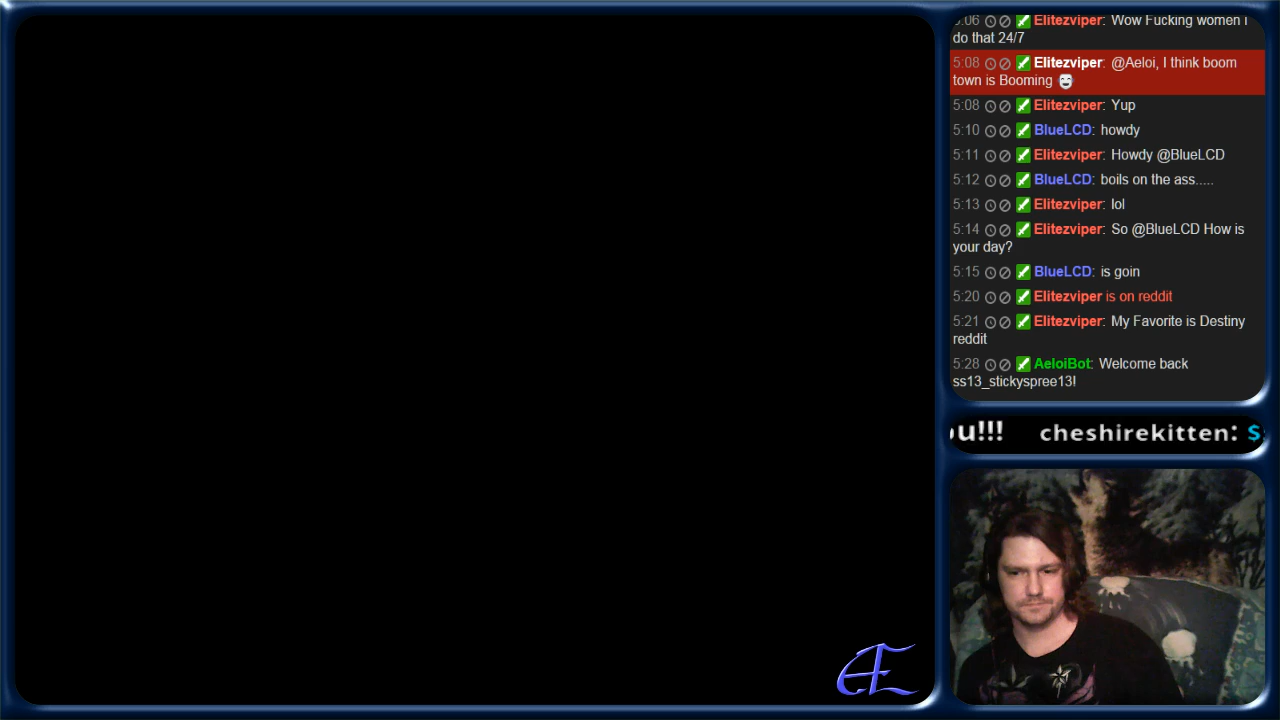 5:06 Elitezviper: Wow Fucking women I
do that 24/7
5:08 Elitezviper: @Aeloi, I think boom
town is Booming
5:08 Elitezviper: Yup
5:10 BlueLCD: howdy
5:11 Elitezviper: Howdy @BlueLCD
5:12 BlueLCD: boils on the ass.....
5:13 Elitezviper: lol
5:14 Elitezviper: So @BlueLCD How is
your day?
5:15 BlueLCD: is goin
5:20 Elitezviper is on reddit
5:21 Elitezviper: My Favorite is Destiny
reddit
5:28 AeloiBot: Welcome back
ss13_stickyspree13!
ou!!! cheshirekitten: $